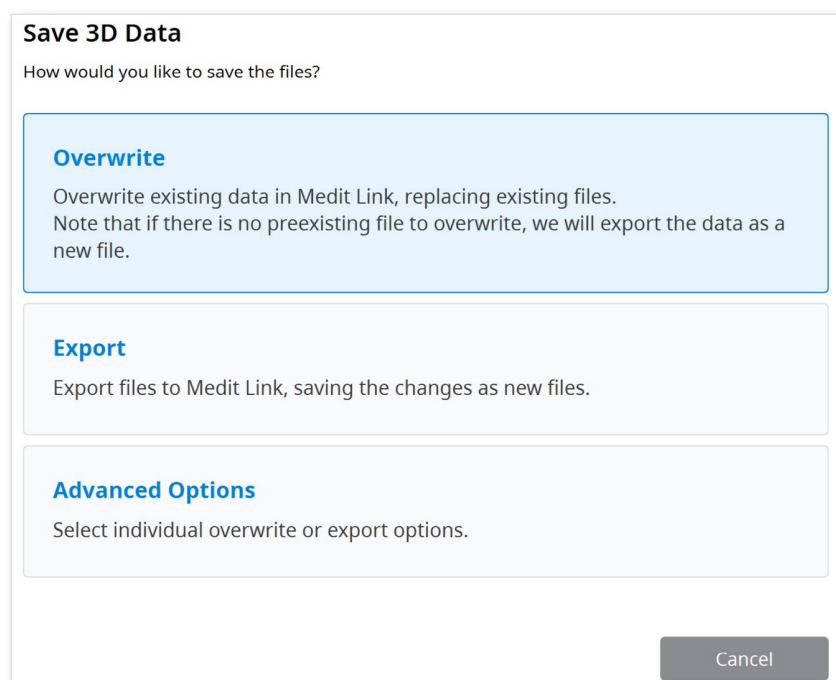 Save 3D Data
How would you like to save the files?
Overwrite
Overwrite existing data in Medit Link, replacing existing files.
Note that if there is no preexisting file to overwrite, we will export the data as a
new file.
Export
Export files to Medit Link, saving the changes as new files.
Advanced Options
Select individual overwrite or export options.
Cancel